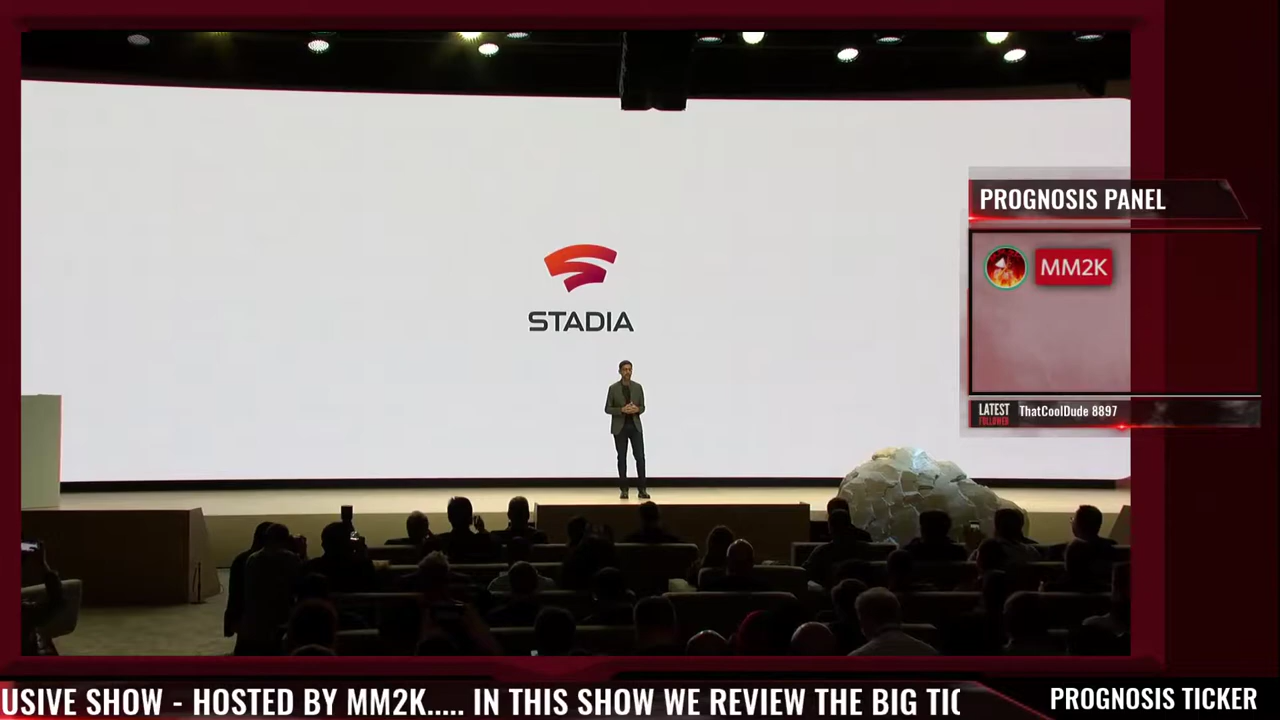 STADIA
PROGNOSIS PANEL
MM2K
LATEST
FOLLOWER
ThatCoolDude 8897
USIVE SHOW - HOSTED BY MM2K..... IN THIS SHOW WE REVIEW THE BIG TIC
PROGNOSIS TICKER